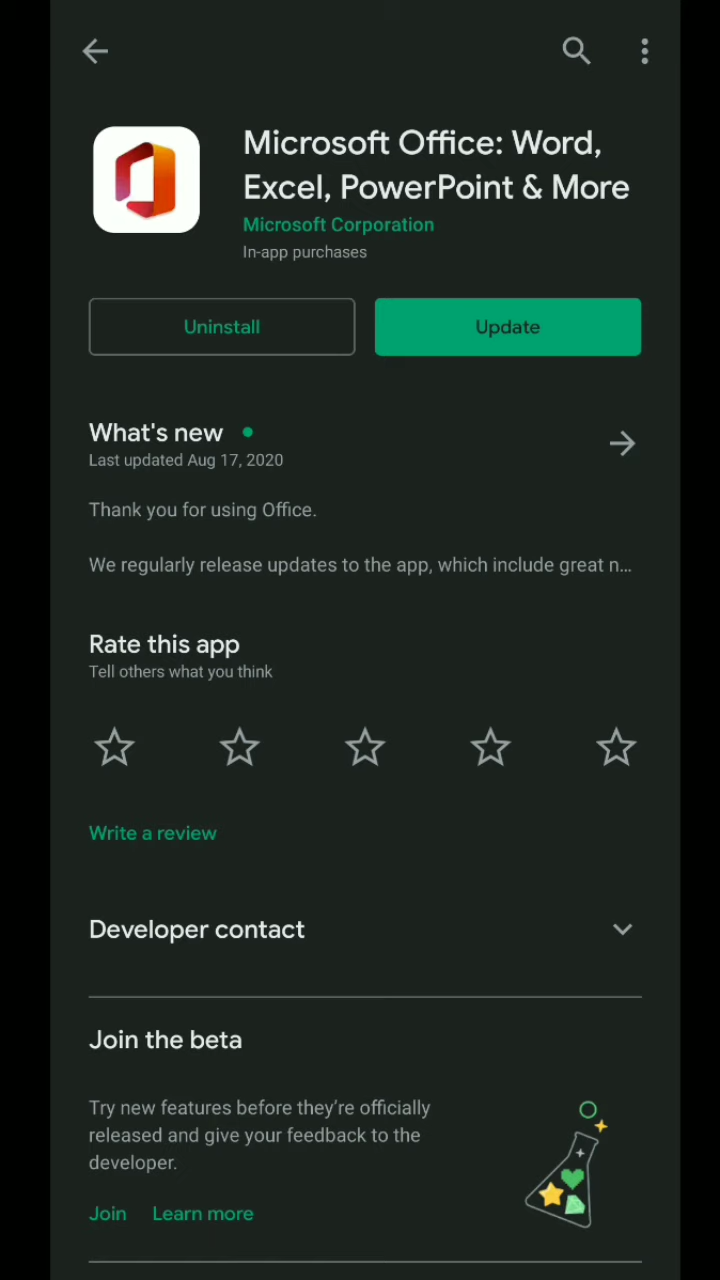 Microsoft Office: Word,
Excel, PowerPoint & More
Microsoft Corporation
In-app purchases
Uninstall
Update
What's new
Last updated Aug 17, 2020
Thank you for using Office.
We regularly release updates to the app, which include great n...
Rate this app
Tell others what you think
Write a review
Developer contact
Join the beta
Try new features before they're officially
released and give your feedback to the
developer.
Join
Learn more